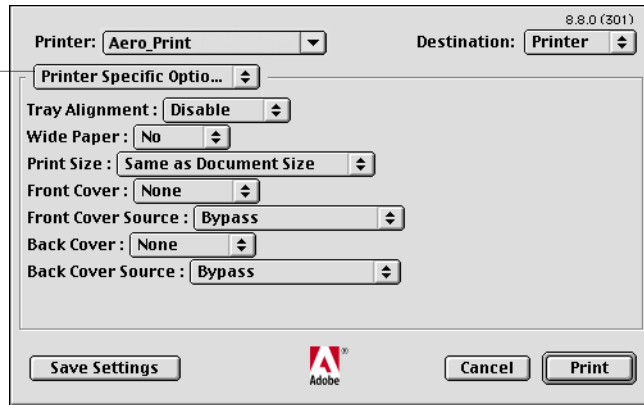 8.8.0 (301)
Printer: Aero_Print Destination: Printer
Printer Specific Optio...
Tray Alignment : Disable
Wide Paper : No
Print Size : Same as Document Size
Front Cover : None
Front Cover Source : Bypass
Back Cover : None
Back Cover Source : Bypass
Save Settings Adobe® Cancel Print